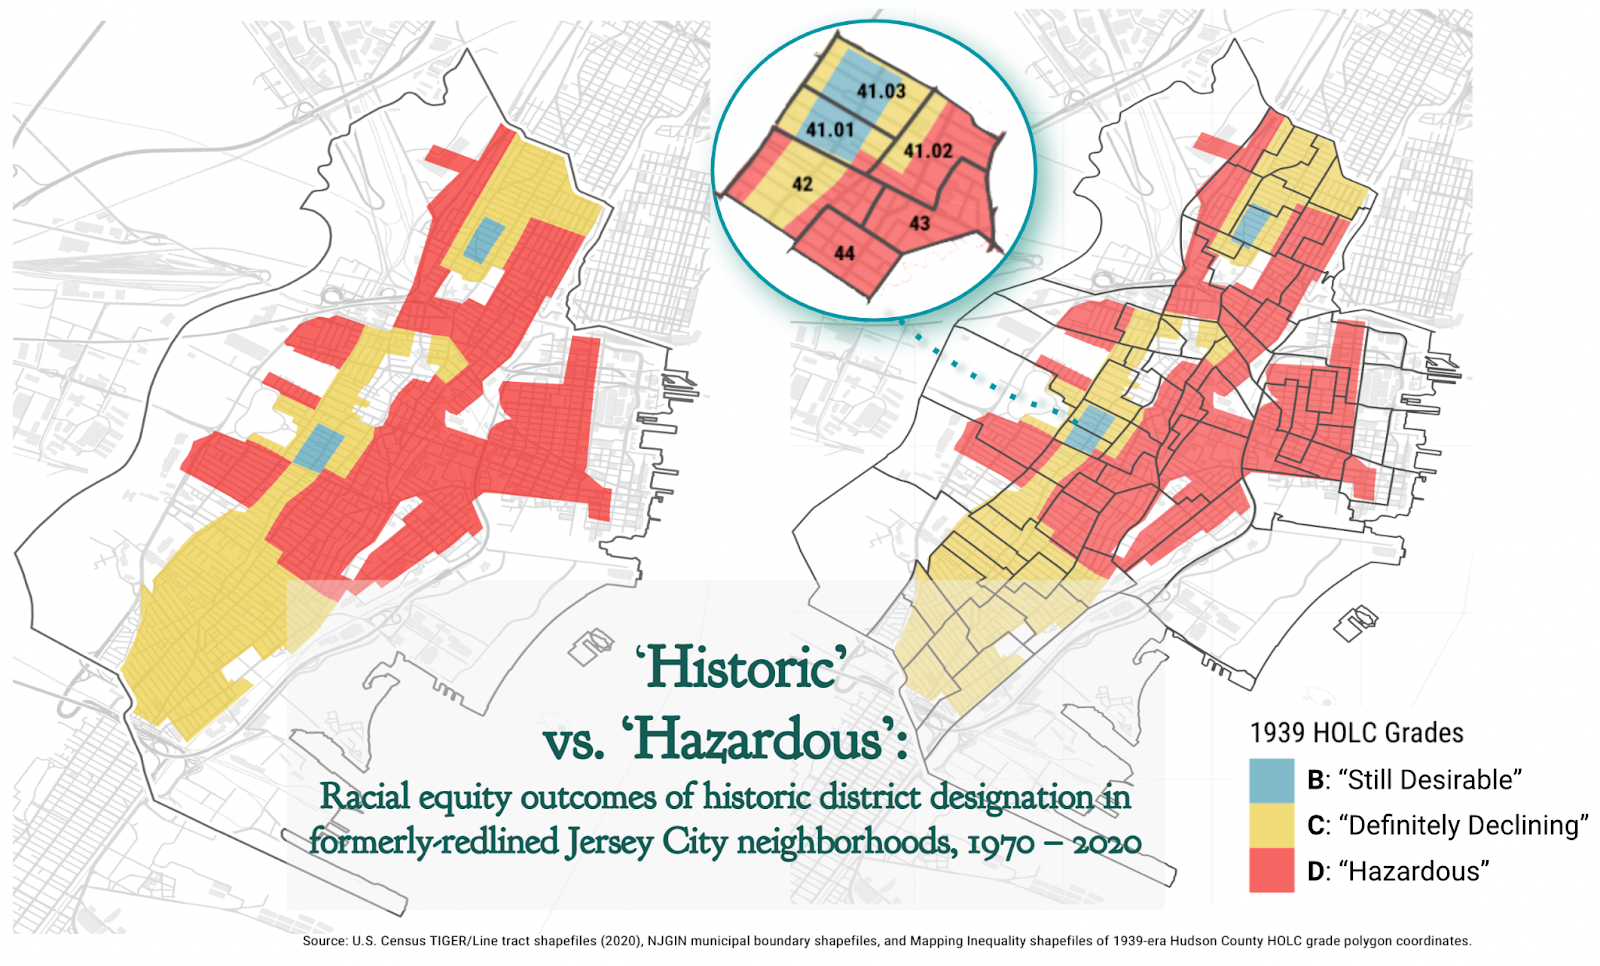 41.03
41.01
41.02
42
43
44
‘Historic’
vs. ‘Hazardous’:
Racial equity outcomes of historic district designation in
formerly-redlined Jersey City neighborhoods, 1970 – 2020
1939 HOLC Grades
B: “Still Desirable”
C: “Definitely Declining”
D: “Hazardous”
Source: U.S. Census TIGER/Line tract shapefiles (2020), NJGIN municipal boundary shapefiles, and Mapping Inequality shapefiles of 1939-era Hudson County HOLC grade polygon coordinates.